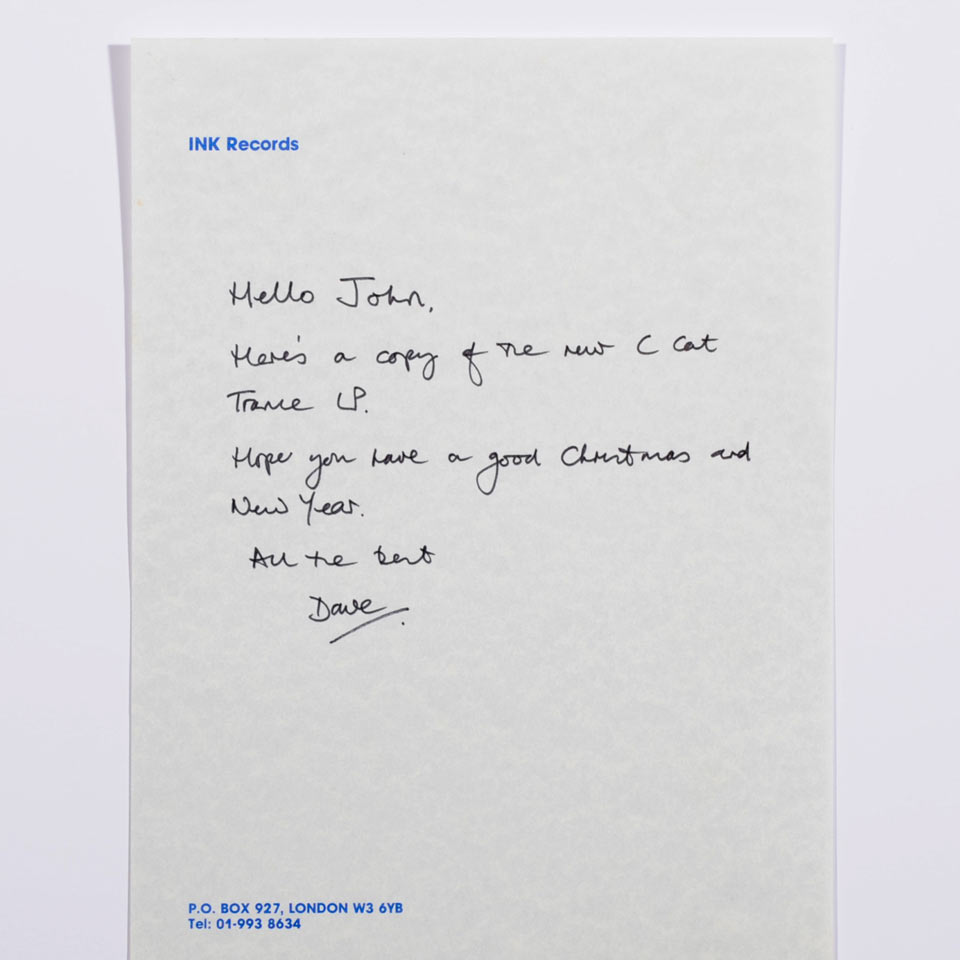 INK Records
Hello John,
Here's a copy of the new C Cat
Trance LP.
Hope you have a good Christmas and
New Year.
All the best
Dave.
P.O. BOX 927, LONDON W3 6YB
Tel: 01-993 8634